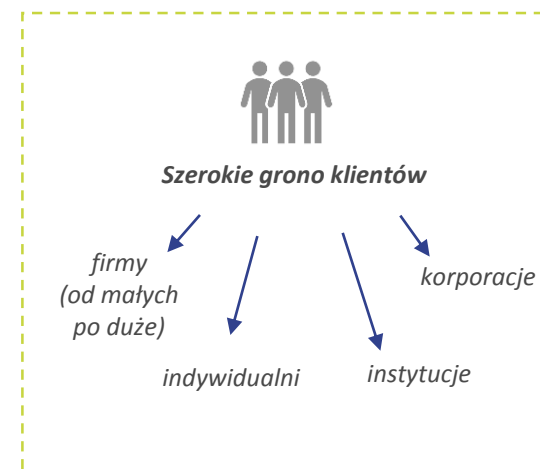 Szerokie grono klientów
firmy
(od małych
po duże)
korporacje
indywidualni
instytucje